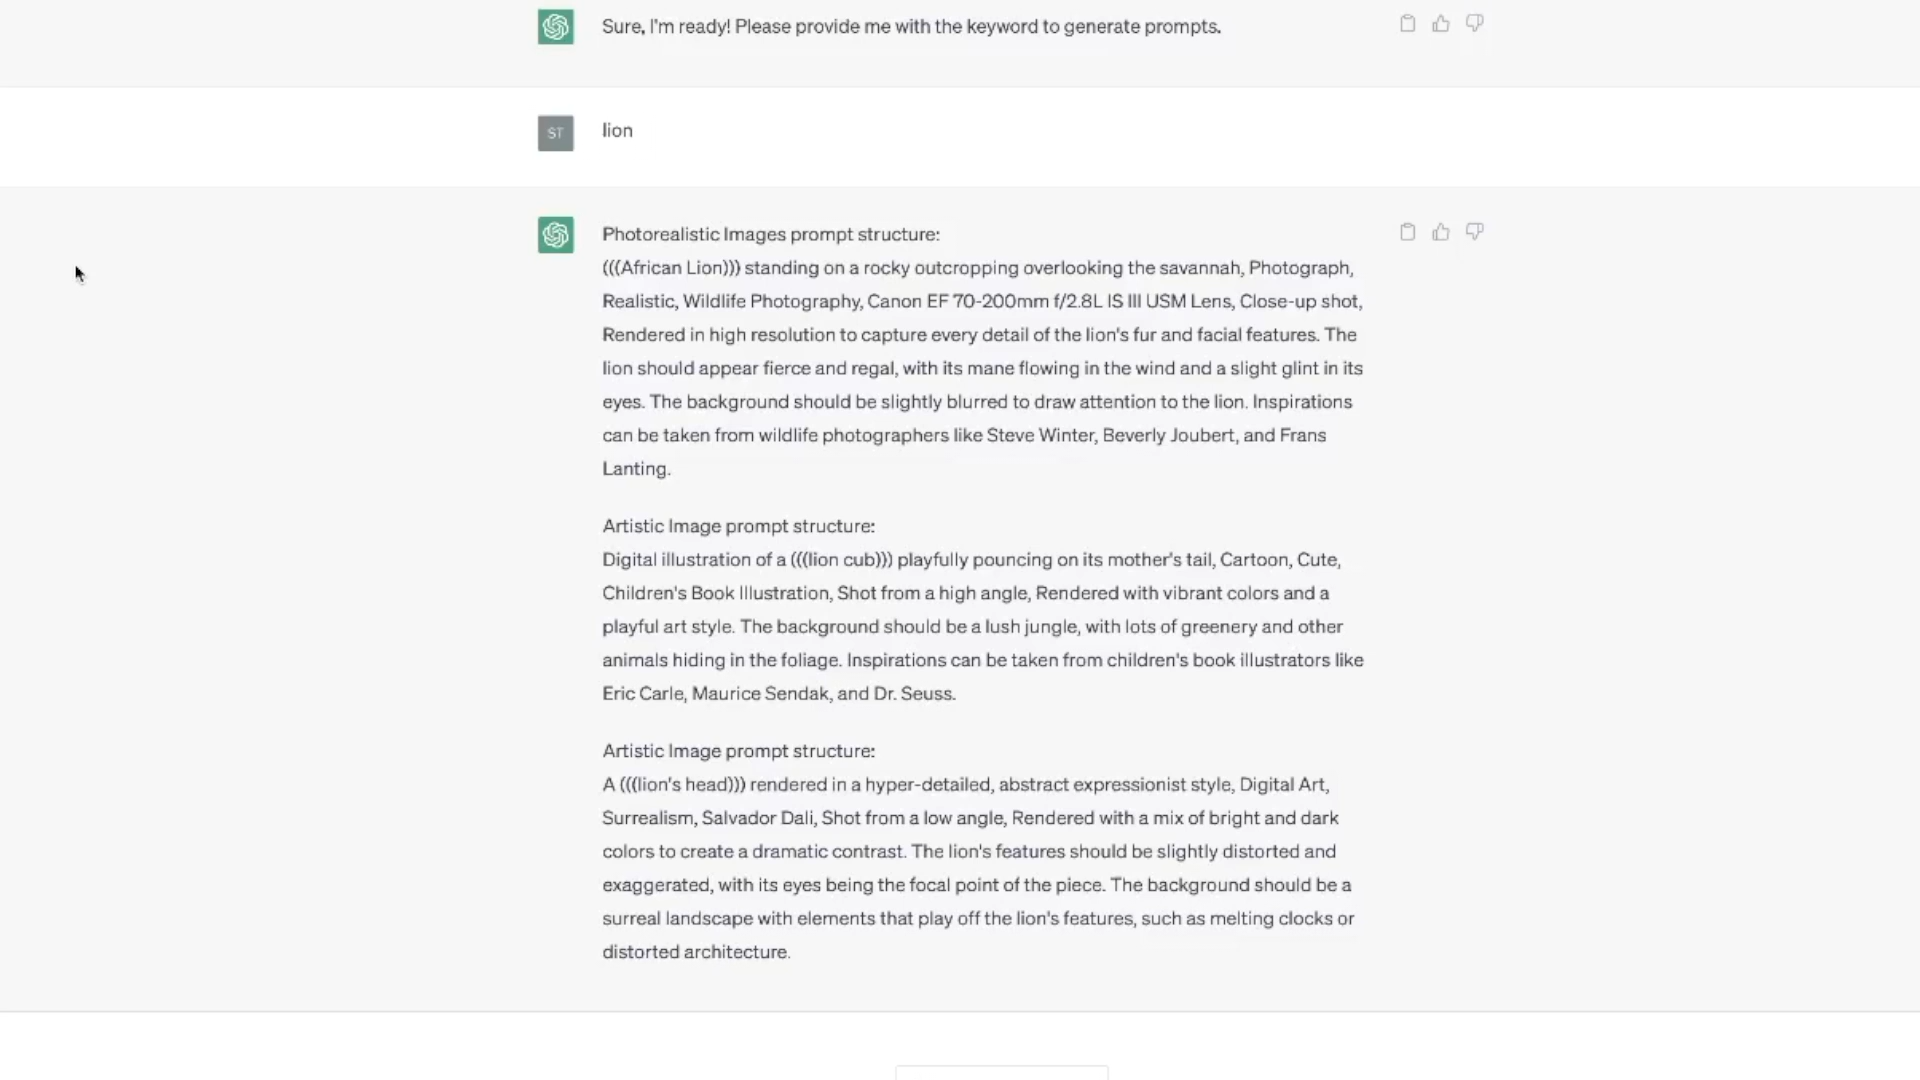 Sure, I'm ready! Please provide me with the keyword to generate prompts.
ST
lion
Photorealistic Images prompt structure:
(((African Lion))) standing on a rocky outcropping overlooking the savannah, Photograph,
Realistic, Wildlife Photography, Canon EF 70-200mm f/2.8L IS III USM Lens, Close-up shot,
Rendered in high resolution to capture every detail of the lion's fur and facial features. The
lion should appear fierce and regal, with its mane flowing in the wind and a slight glint in its
eyes. The background should be slightly blurred to draw attention to the lion. Inspirations
can be taken from wildlife photographers like Steve Winter, Beverly Joubert, and Frans
Lanting.
Artistic Image prompt structure:
Digital illustration of a (((lion cub))) playfully pouncing on its mother's tail, Cartoon, Cute,
Children's Book Illustration, Shot from a high angle, Rendered with vibrant colors and a
playful art style. The background should be a lush jungle, with lots of greenery and other
animals hiding in the foliage. Inspirations can be taken from children's book illustrators like
Eric Carle, Maurice Sendak, and Dr. Seuss.
Artistic Image prompt structure:
A (((lion's head))) rendered in a hyper-detailed, abstract expressionist style, Digital Art,
Surrealism, Salvador Dali, Shot from a low angle, Rendered with a mix of bright and dark
colors to create a dramatic contrast. The lion's features should be slightly distorted and
exaggerated, with its eyes being the focal point of the piece. The background should be a
surreal landscape with elements that play off the lion's features, such as melting clocks or
distorted architecture.